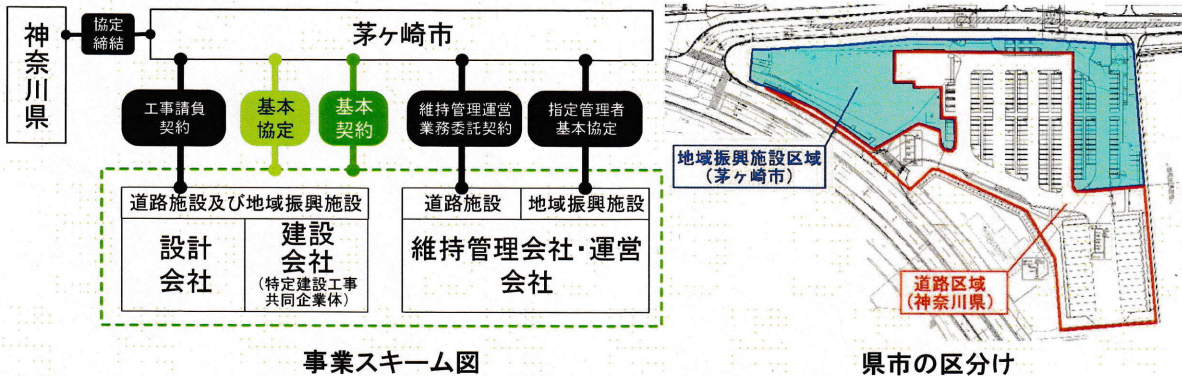 神奈川県
協定
締結
茅ヶ崎市
工事請負
契約
基本
協定
基本
契約
維持管理運営
業務委託契約
指定管理者
基本協定
道路施設及び地域振興施設
設計
会社
建設
会社
(特定建設工事
共同企業体)
道路施設
地域振興施設
維持管理会社・運営
会社
事業スキーム図
地域振興施設区域
(茅ヶ崎市)
道路区域
(神奈川県)
県市の区分け